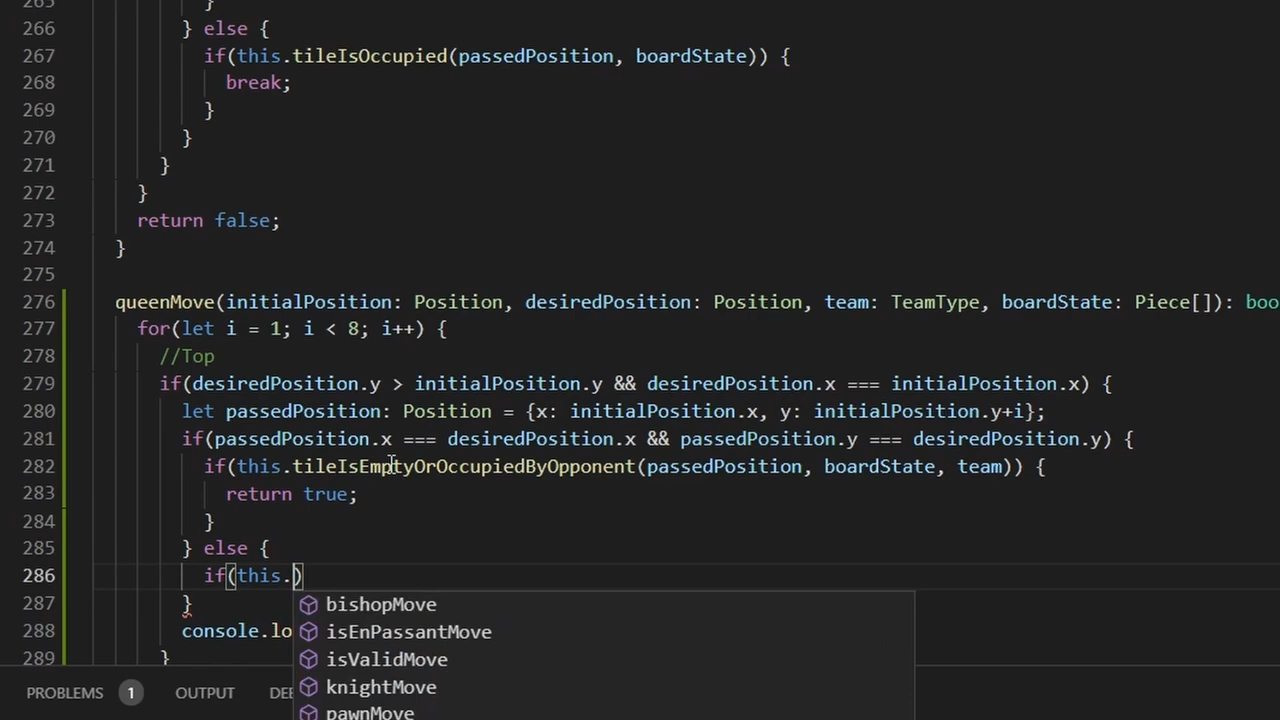 265 }
266 } else {
267 if(this.tileIsOccupied(passedPosition, boardState)) {
268 break;
269 }
270 }
271 }
272 }
273 return false;
274 }
275
276 queenMove(initialPosition: Position, desiredPosition: Position, team: TeamType, boardState: Piece[]): boo
277 for(let i = 1; i < 8; i++) {
278 //Top
279 if(desiredPosition.y > initialPosition.y && desiredPosition.x === initialPosition.x) {
280 let passedPosition: Position = {x: initialPosition.x, y: initialPosition.y+i};
281 if(passedPosition.x === desiredPosition.x && passedPosition.y === desiredPosition.y) {
282 if(this.tileIsEmptyOrOccupiedByOpponent(passedPosition, boardState, team)) {
283 return true;
284 }
285 } else {
286 if(this.)
287 }
bishopMove
288 console.lo
isEnPassantMove
289 }
isValidMove
knightMove
pawnMove
PROBLEMS 1 OUTPUT DE